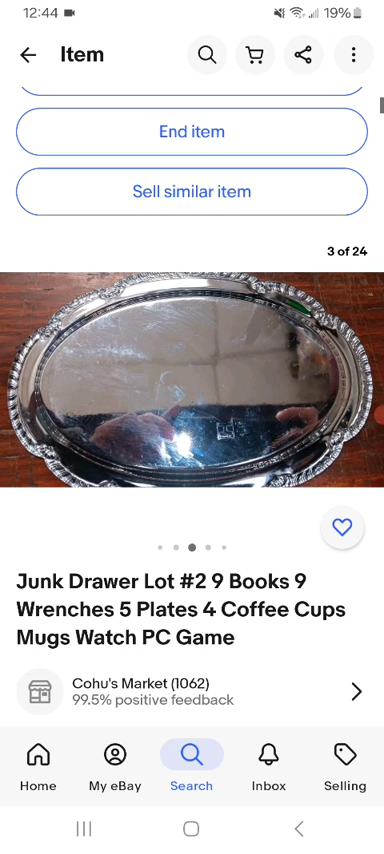 12:44
19%
Item
End item
Sell similar item
3 of 24
Junk Drawer Lot #2 9 Books 9
Wrenches 5 Plates 4 Coffee Cups
Mugs Watch PC Game
Cohu's Market (1062)
99.5% positive feedback
Home
My eBay
Search
Inbox
Selling